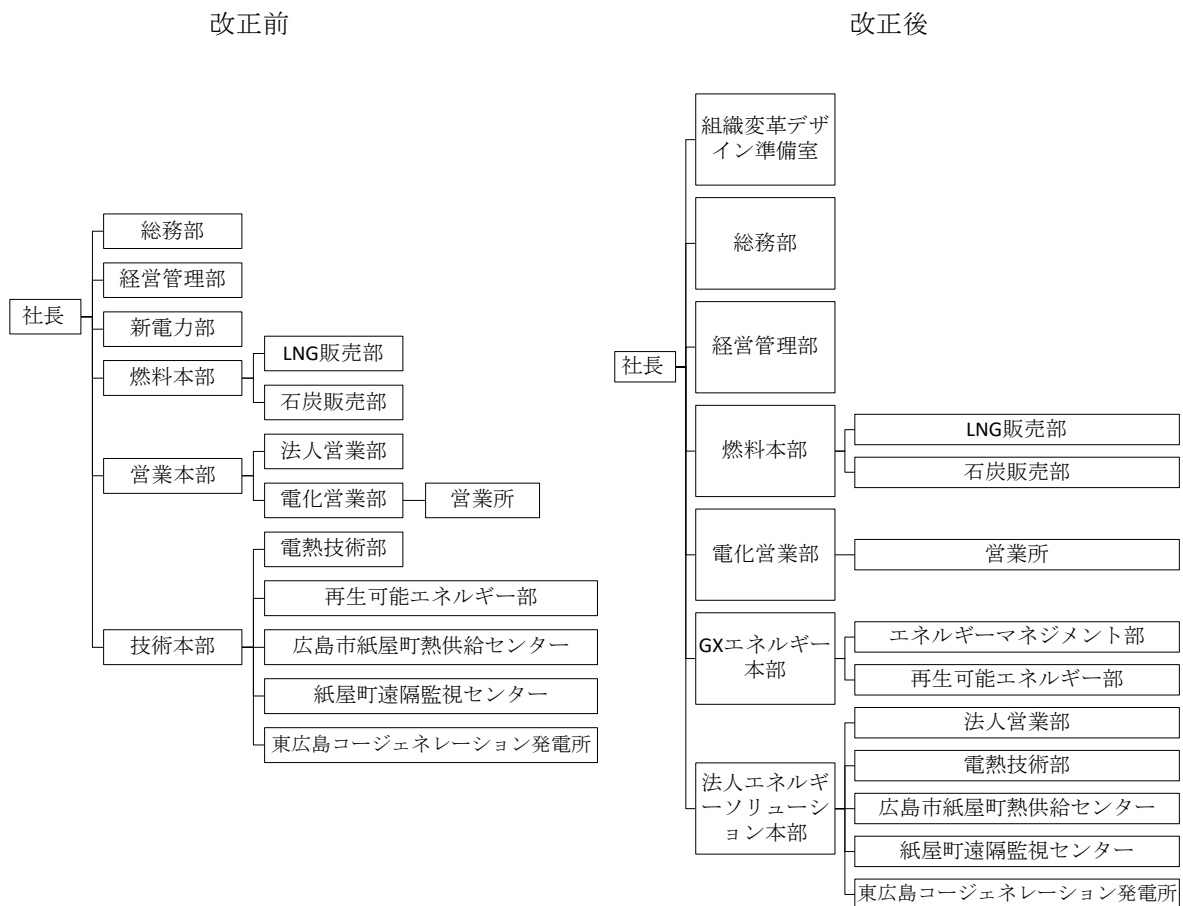 改正前
社長
総務部
経営管理部
新電力部
燃料本部
LNG販売部
石炭販売部
営業本部
法人営業部
電化営業部
営業所
技術本部
電熱技術部
再生可能エネルギー部
広島市紙屋町熱供給センター
紙屋町遠隔監視センター
東広島コージェネレーション発電所
改正後
社長
組織変革デザ
イン準備室
総務部
経営管理部
燃料本部
LNG販売部
石炭販売部
電化営業部
営業所
GXエネルギー
本部
エネルギーマネジメント部
再生可能エネルギー部
法人エネルギ
ーソリューシ
ョン本部
法人営業部
電熱技術部
広島市紙屋町熱供給センター
紙屋町遠隔監視センター
東広島コージェネレーション発電所